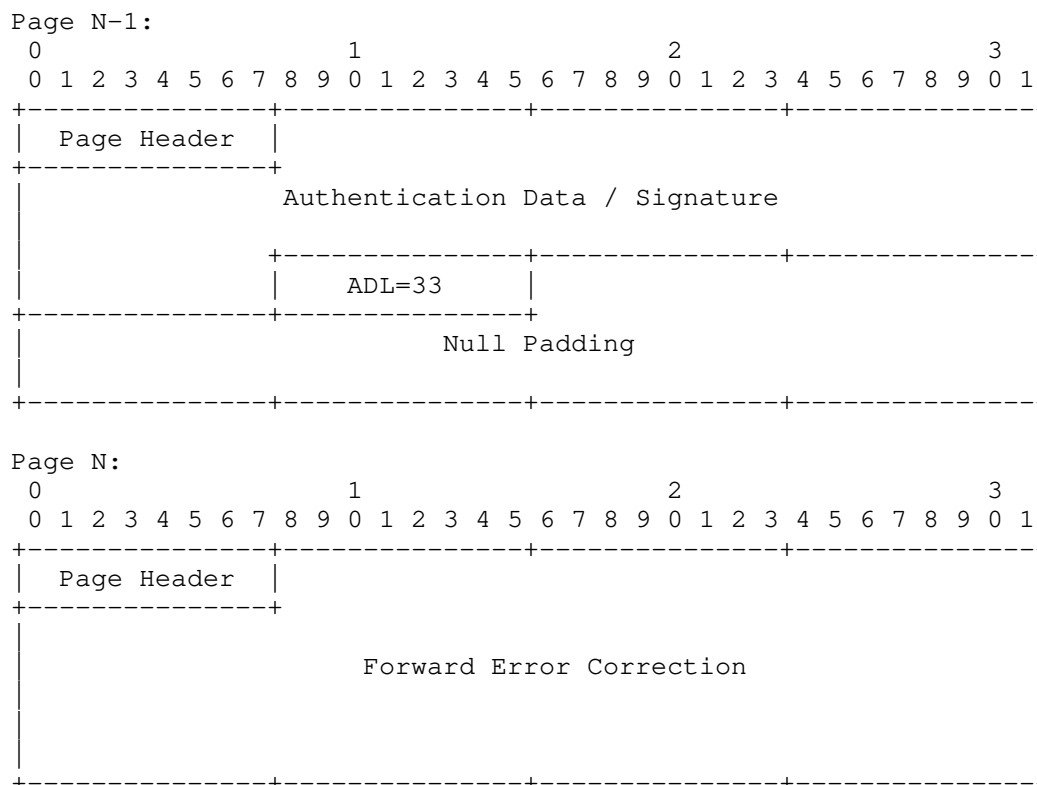 Page N-1:
0                   1                   2                   3
0 1 2 3 4 5 6 7 8 9 0 1 2 3 4 5 6 7 8 9 0 1 2 3 4 5 6 7 8 9 0 1
+---------------+---------------+---------------+---------------
|  Page Header  |
+---------------+
|               Authentication Data / Signature
|
|               +---------------+---------------+---------------
|               |    ADL=33     |
+---------------+---------------+
|                         Null Padding
|
+---------------+---------------+---------------+---------------
Page N:
0                   1                   2                   3
0 1 2 3 4 5 6 7 8 9 0 1 2 3 4 5 6 7 8 9 0 1 2 3 4 5 6 7 8 9 0 1
+---------------+---------------+---------------+---------------
|  Page Header  |
+---------------+
|
|                    Forward Error Correction
|
|
|
+---------------+---------------+---------------+---------------